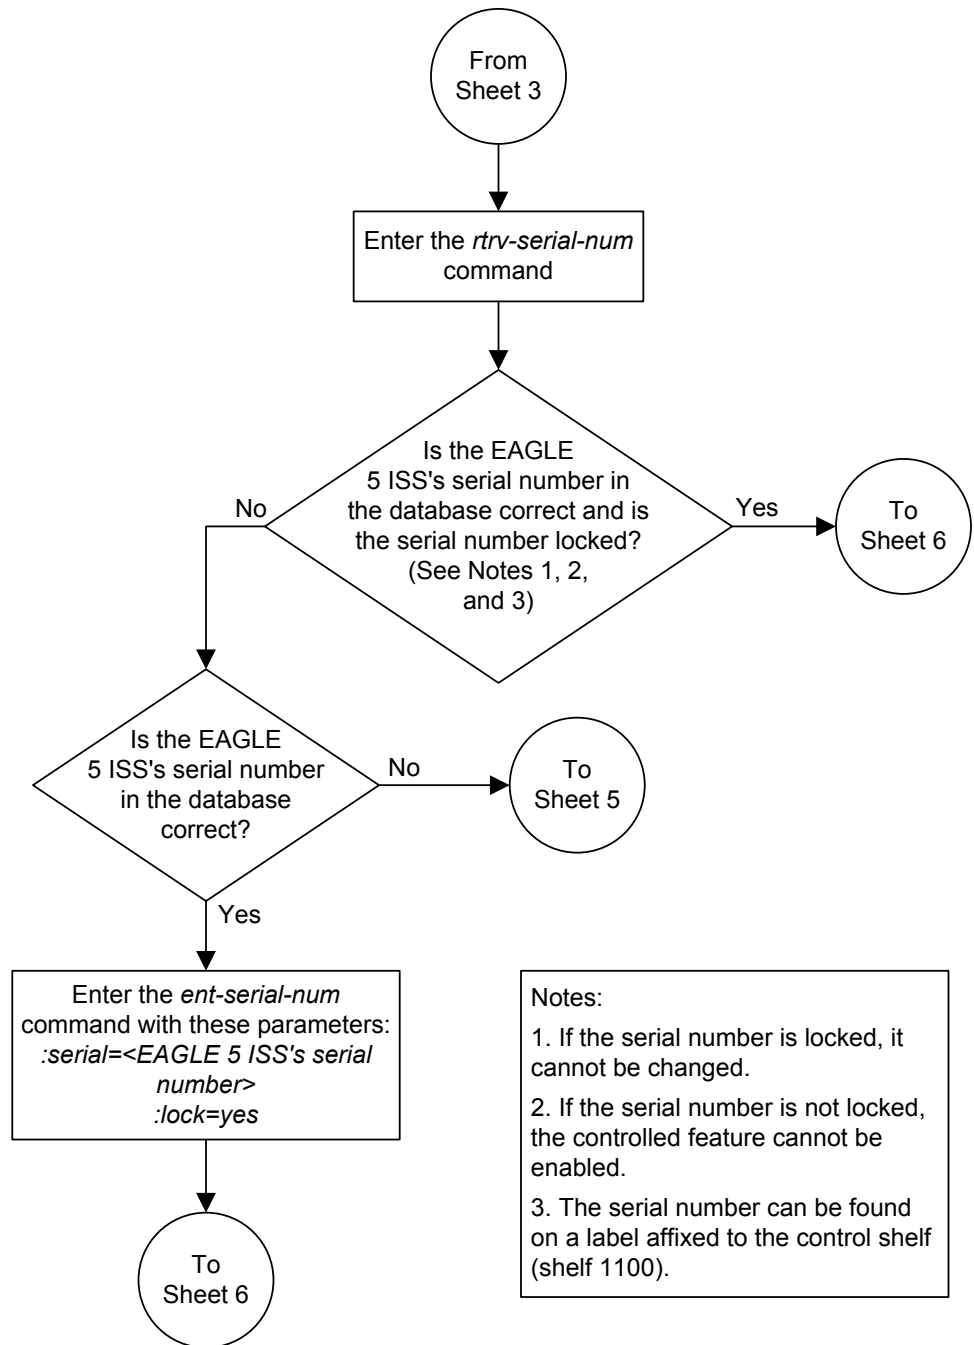 From
Sheet 3
Enter the rtrv-serial-num
command
Is the EAGLE
5 ISS's serial number in
the database correct and is
the serial number locked?
(See Notes 1, 2,
and 3)
No
Yes
To
Sheet 6
Is the EAGLE
5 ISS's serial number
in the database
correct?
No
To
Sheet 5
Yes
Enter the ent-serial-num
command with these parameters:
:serial=<EAGLE 5 ISS's serial
number>
:lock=yes
To
Sheet 6
Notes:
1. If the serial number is locked, it
cannot be changed.
2. If the serial number is not locked,
the controlled feature cannot be
enabled.
3. The serial number can be found
on a label affixed to the control shelf
(shelf 1100).